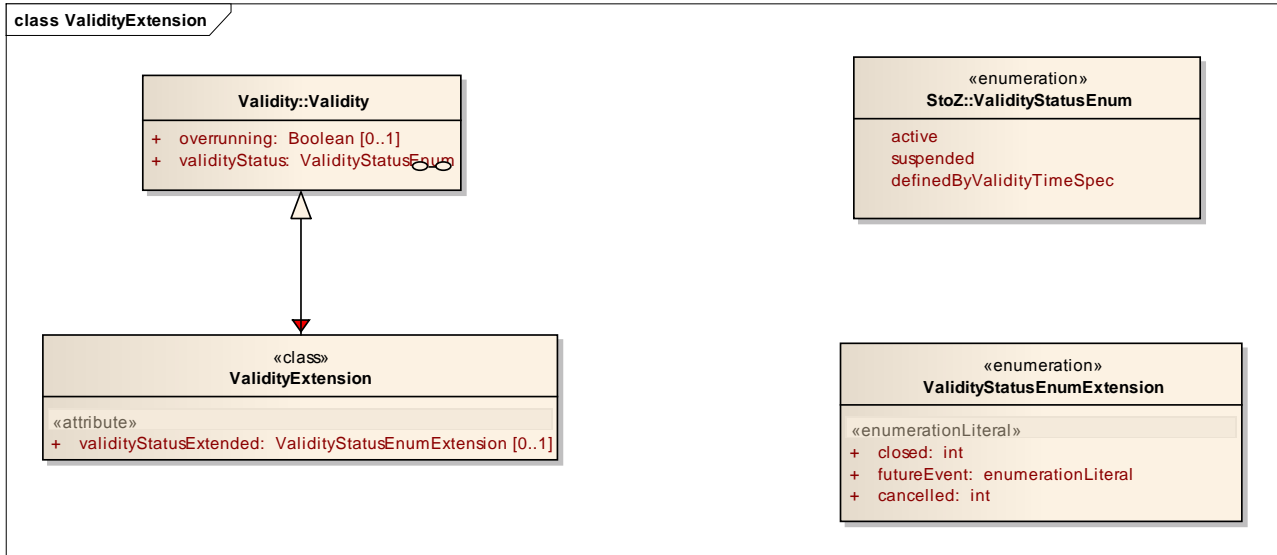 class ValidityExtension
Validity::Validity
+ overrunning: Boolean [0..1]
+ validityStatus: ValidityStatusEnum
«enumeration»
StoZ::ValidityStatusEnum
active
suspended
definedByValidityTimeSpec
«class»
ValidityExtension
«attribute»
+ validityStatusExtended: ValidityStatusEnumExtension [0..1]
«enumeration»
ValidityStatusEnumExtension
«enumerationLiteral»
+ closed: int
+ futureEvent: enumerationLiteral
+ cancelled: int